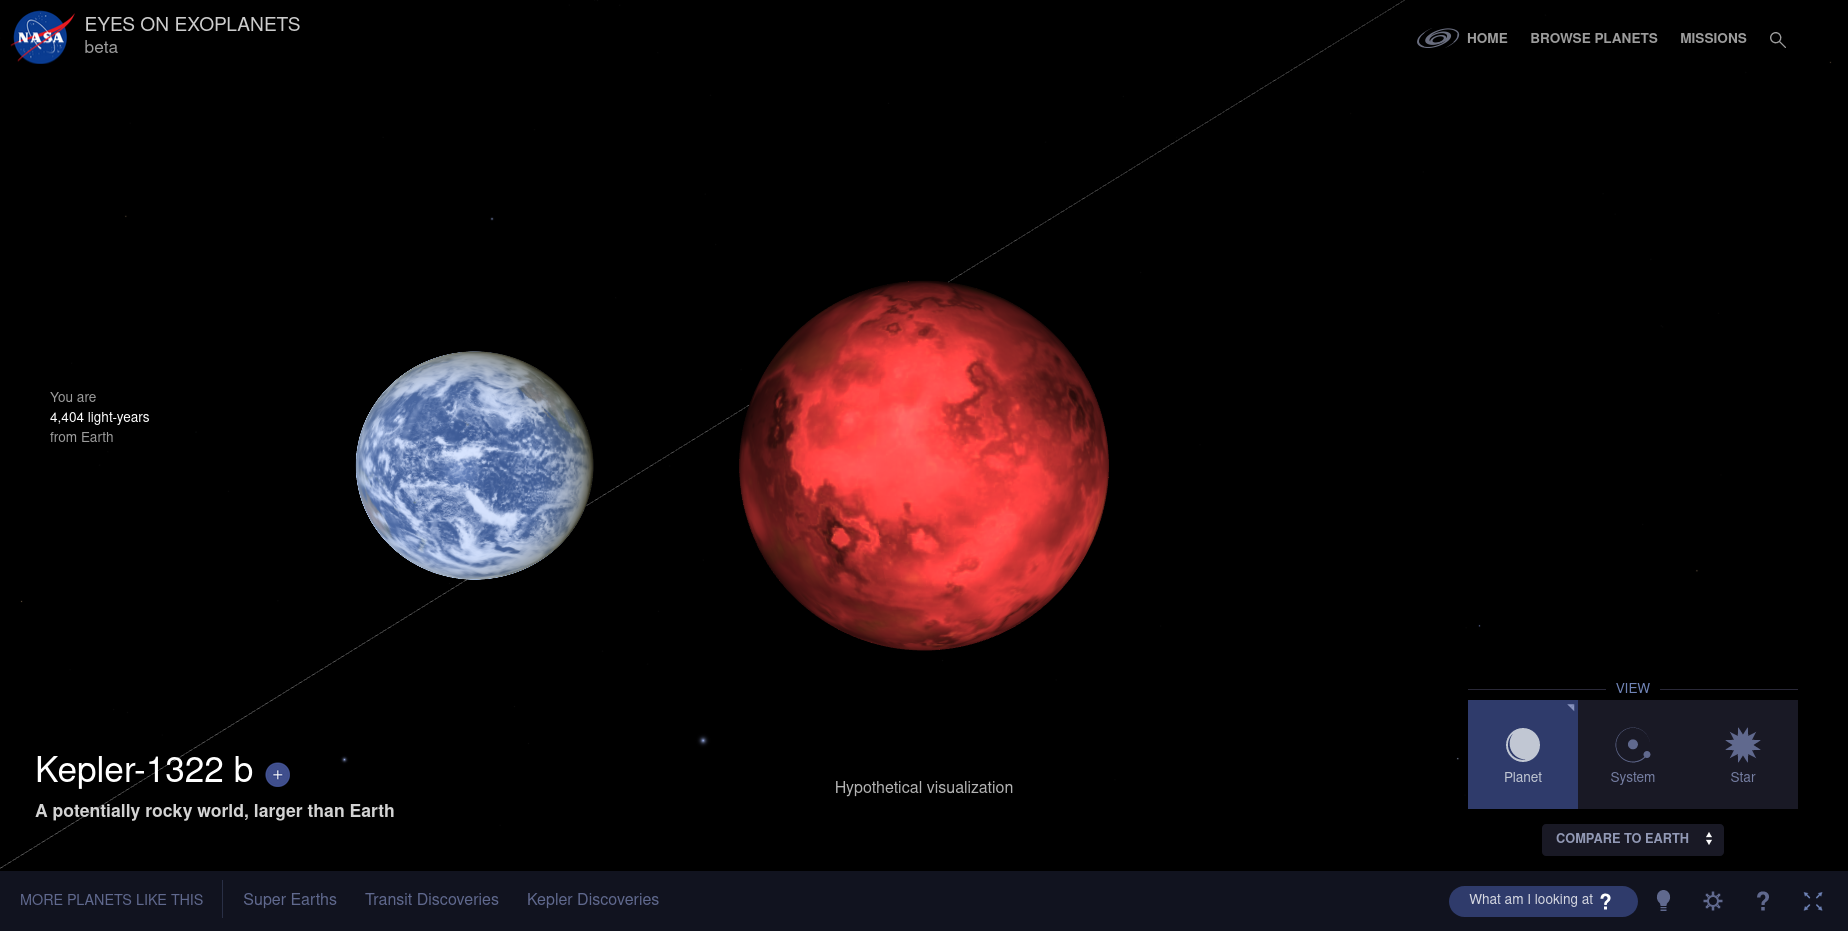 NASA
EYES ON EXOPLANETS
beta
HOME
BROWSE PLANETS
MISSIONS
You are
4,404 light-years
from Earth
Kepler-1322 b +
A potentially rocky world, larger than Earth
Hypothetical visualization
VIEW
Planet
System
Star
COMPARE TO EARTH
MORE PLANETS LIKE THIS
Super Earths
Transit Discoveries
Kepler Discoveries
What am I looking at ?
?